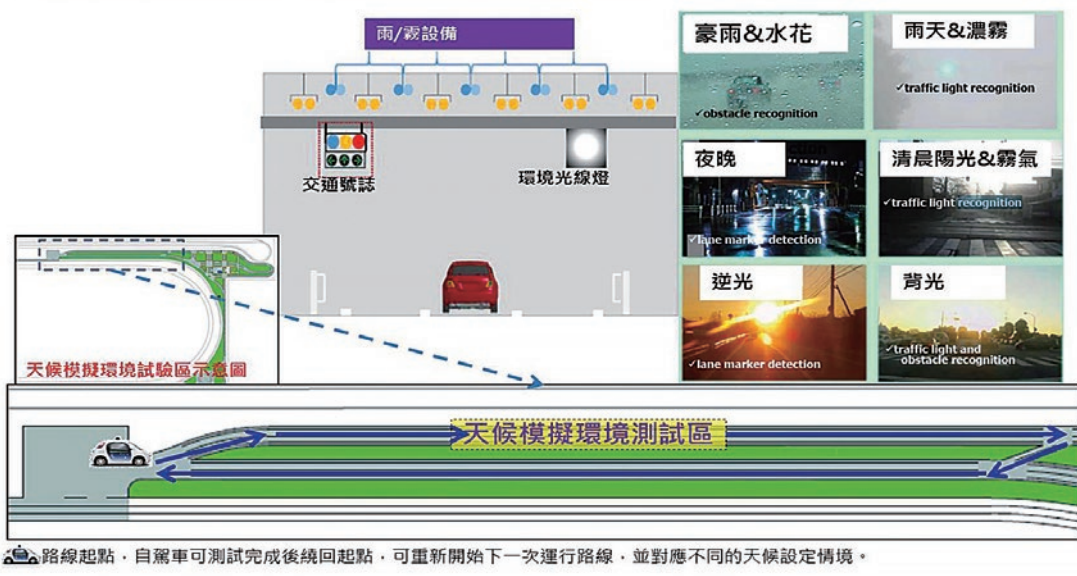 雨/霧設備
交通號誌
環境光線燈
豪雨&水花
✓obstacle recognition
雨天&濃霧
✓traffic light recognition
夜晚
✓lane marker detection
清晨陽光&霧氣
✓traffic light recognition
逆光
✓lane marker detection
背光
✓traffic light and
obstacle recognition
天候模擬環境試驗區示意圖
天候模擬環境測試區
路線起點，自駕車可測試完成後繞回起點，可重新開始下一次運行路線，並對應不同的天候設定情境。